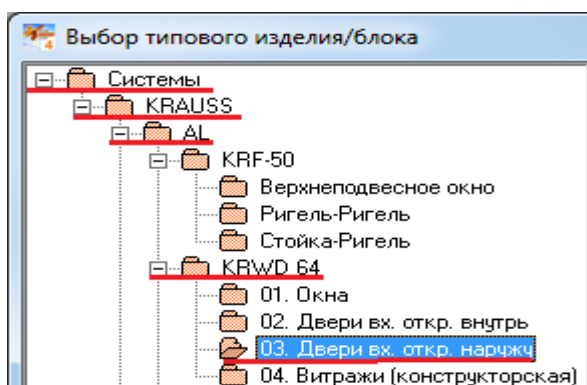 Выбор типового изделия/блока
Системы
KRAUSS
AL
KRF-50
Верхнеподвесное окно
Ригель-Ригель
Стойка-Ригель
KRWD 64
01. Окна
02. Двери вх. откр. внутрь
03. Двери вх. откр. наружу
04. Витражи (конструкторская)